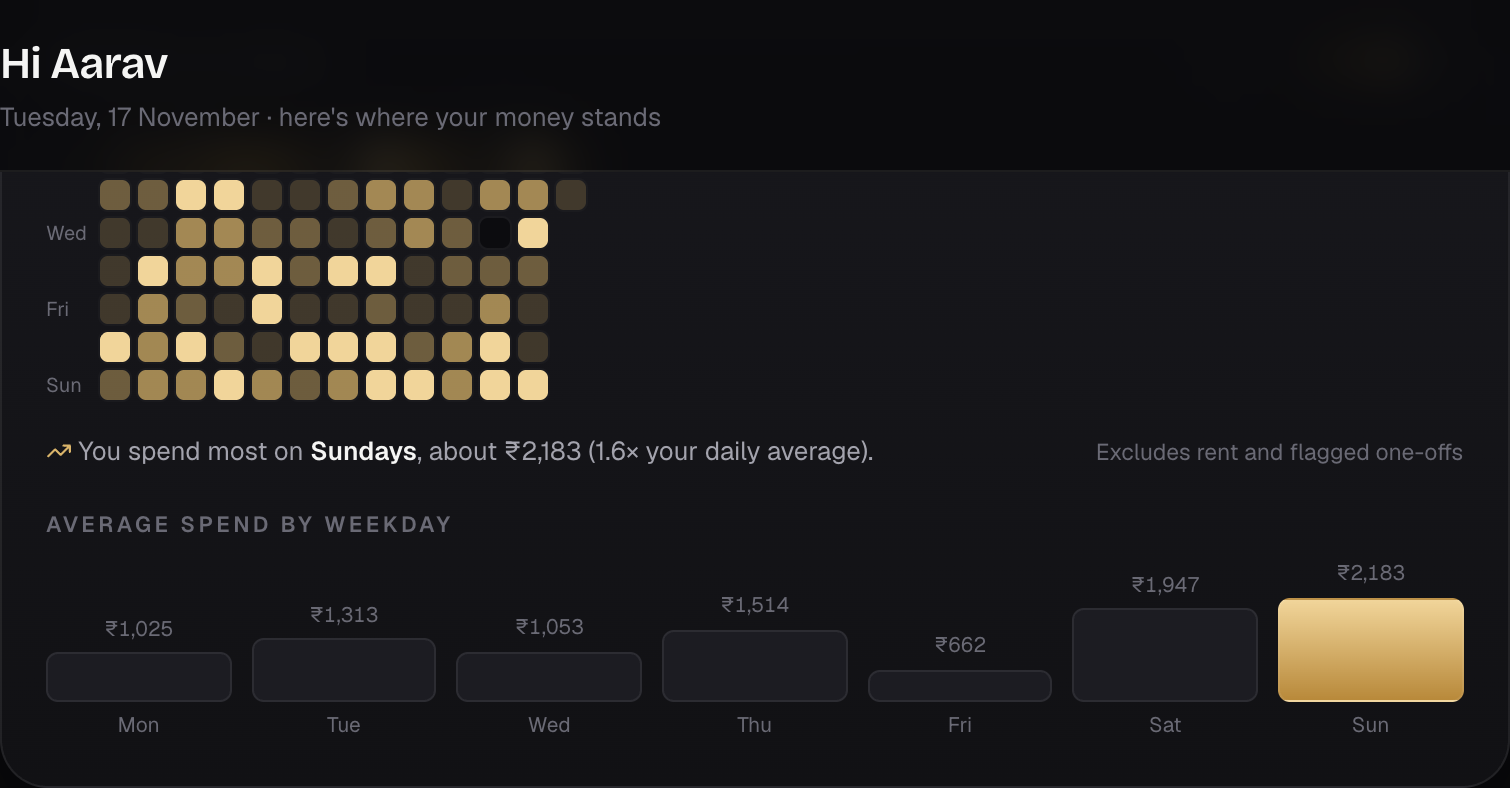 Hi Aarav
Tuesday, 17 November · here's where your money stands
Wed
Fri
Sun
You spend most on Sundays, about ₹2,183 (1.6× your daily average).
Excludes rent and flagged one-offs
AVERAGE SPEND BY WEEKDAY
₹1,025
₹1,313
₹1,053
₹1,514
₹662
₹1,947
₹2,183
Mon
Tue
Wed
Thu
Fri
Sat
Sun